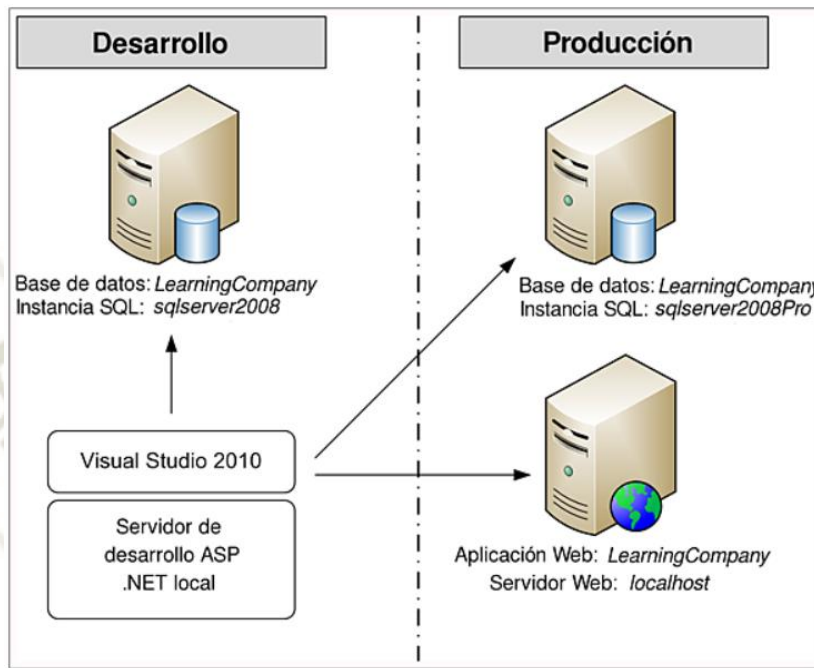 Desarrollo
Base de datos: LearningCompany
Instancia SQL: sqlserver2008
Visual Studio 2010
Servidor de
desarrollo ASP
.NET local
Producción
Base de datos: LearningCompany
Instancia SQL: sqlserver2008Pro
Aplicación Web: LearningCompany
Servidor Web: localhost